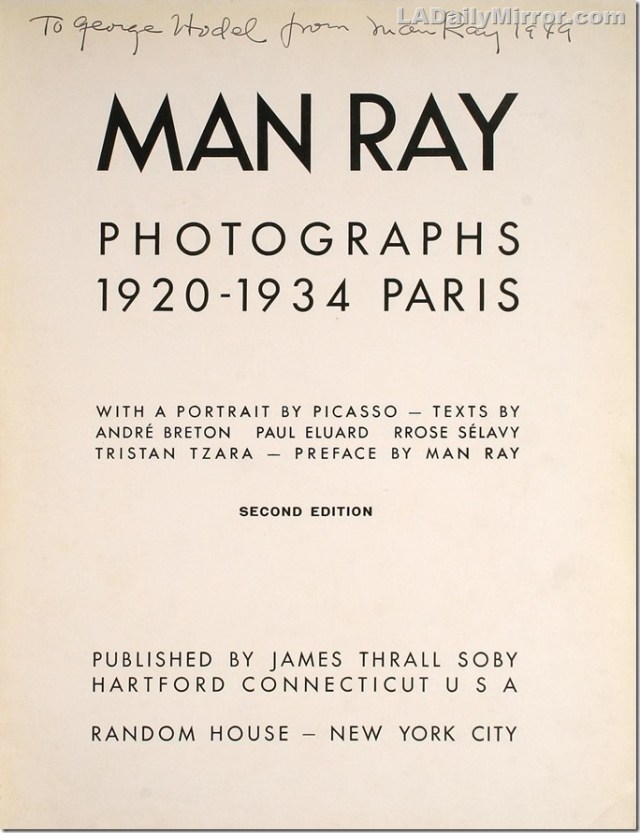 LADailyMirror.com
To george Hodel from Man Ray 1949
MAN RAY
PHOTOGRAPHS
1920-1934 PARIS
WITH A PORTRAIT BY PICASSO — TEXTS BY
ANDRÉ BRETON PAUL ELUARD RROSE SÉLAVY
TRISTAN TZARA — PREFACE BY MAN RAY
SECOND EDITION
PUBLISHED BY JAMES THRALL SOBY
HARTFORD CONNECTICUT U S A
RANDOM HOUSE — NEW YORK CITY